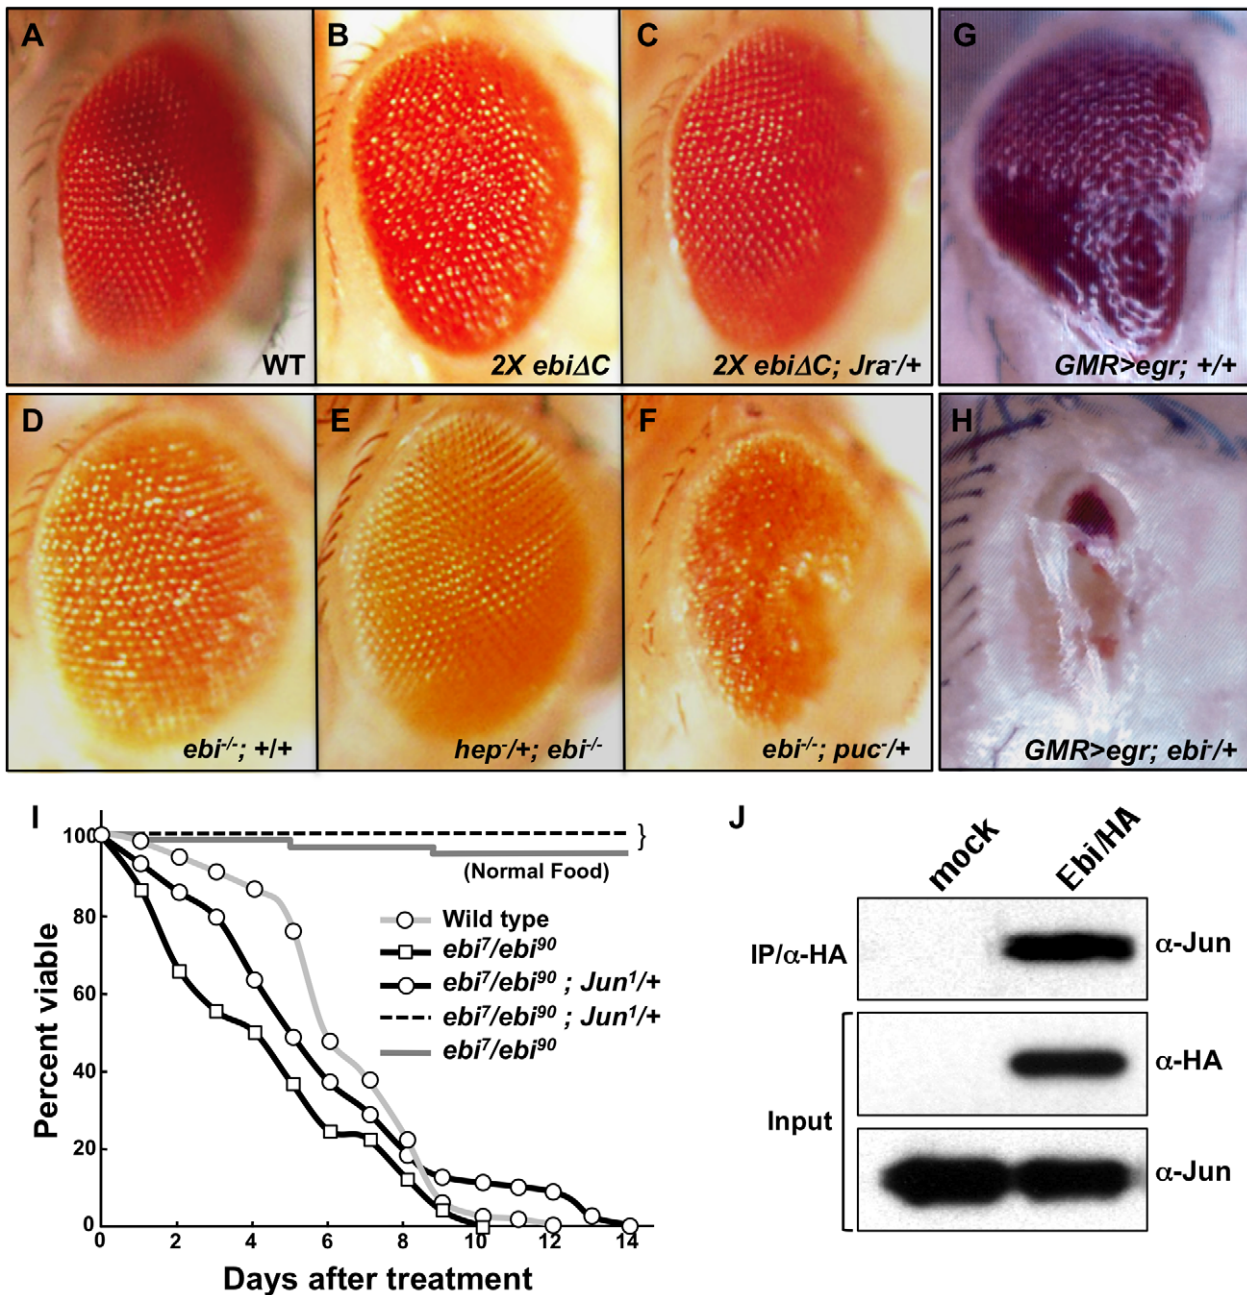 A
WT
B
2X ebiΔC
C
2X ebiΔC; Jra⁻/+
G
GMR>egr; +/+
D
ebi⁻/⁻; +/+
E
hep⁻/+; ebi⁻/⁻
F
ebi⁻/⁻; puc⁻/+
H
GMR>egr; ebi⁻/+
I
Percent viable
100
80
60
40
20
0
0 2 4 6 8 10 12 14
Days after treatment
}
(Normal Food)
Wild type
ebi⁷/ebi⁹⁰
ebi⁷/ebi⁹⁰ ; Jun¹/+
ebi⁷/ebi⁹⁰ ; Jun¹/+
ebi⁷/ebi⁹⁰
J
mock
Ebi/HA
IP/α-HA
α-Jun
Input
α-HA
α-Jun